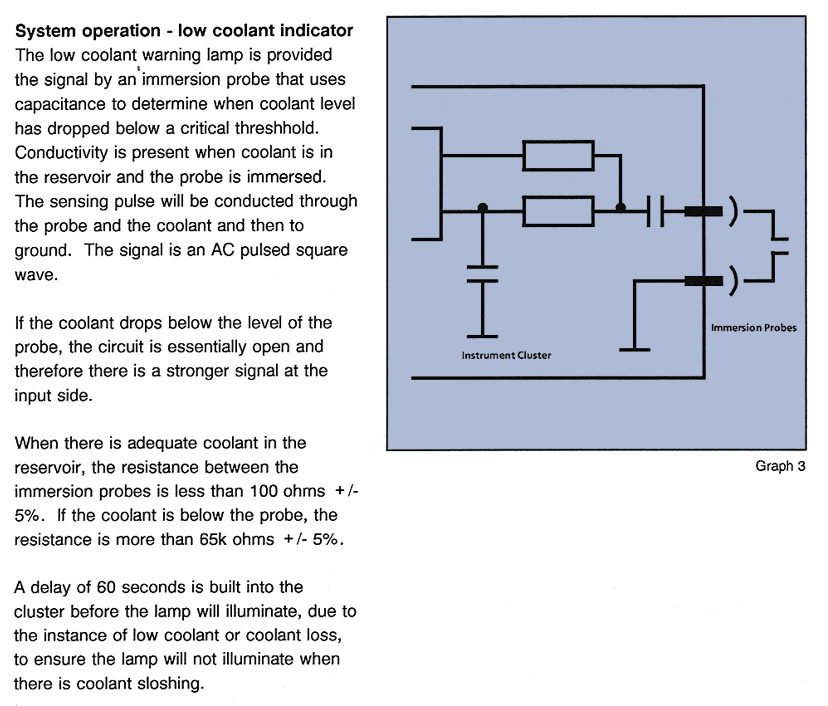 System operation - low coolant indicator
The low coolant warning lamp is provided
the signal by an immersion probe that uses
capacitance to determine when coolant level
has dropped below a critical threshhold.
Conductivity is present when coolant is in
the reservoir and the probe is immersed.
The sensing pulse will be conducted through
the probe and the coolant and then to
ground.  The signal is an AC pulsed square
wave.
If the coolant drops below the level of the
probe, the circuit is essentially open and
therefore there is a stronger signal at the
input side.
When there is adequate coolant in the
reservoir, the resistance between the
immersion probes is less than 100 ohms +/-
5%.  If the coolant is below the probe, the
resistance is more than 65k ohms +/- 5%.
A delay of 60 seconds is built into the
cluster before the lamp will illuminate, due to
the instance of low coolant or coolant loss,
to ensure the lamp will not illuminate when
there is coolant sloshing.
Immersion Probes
Instrument Cluster
Graph 3